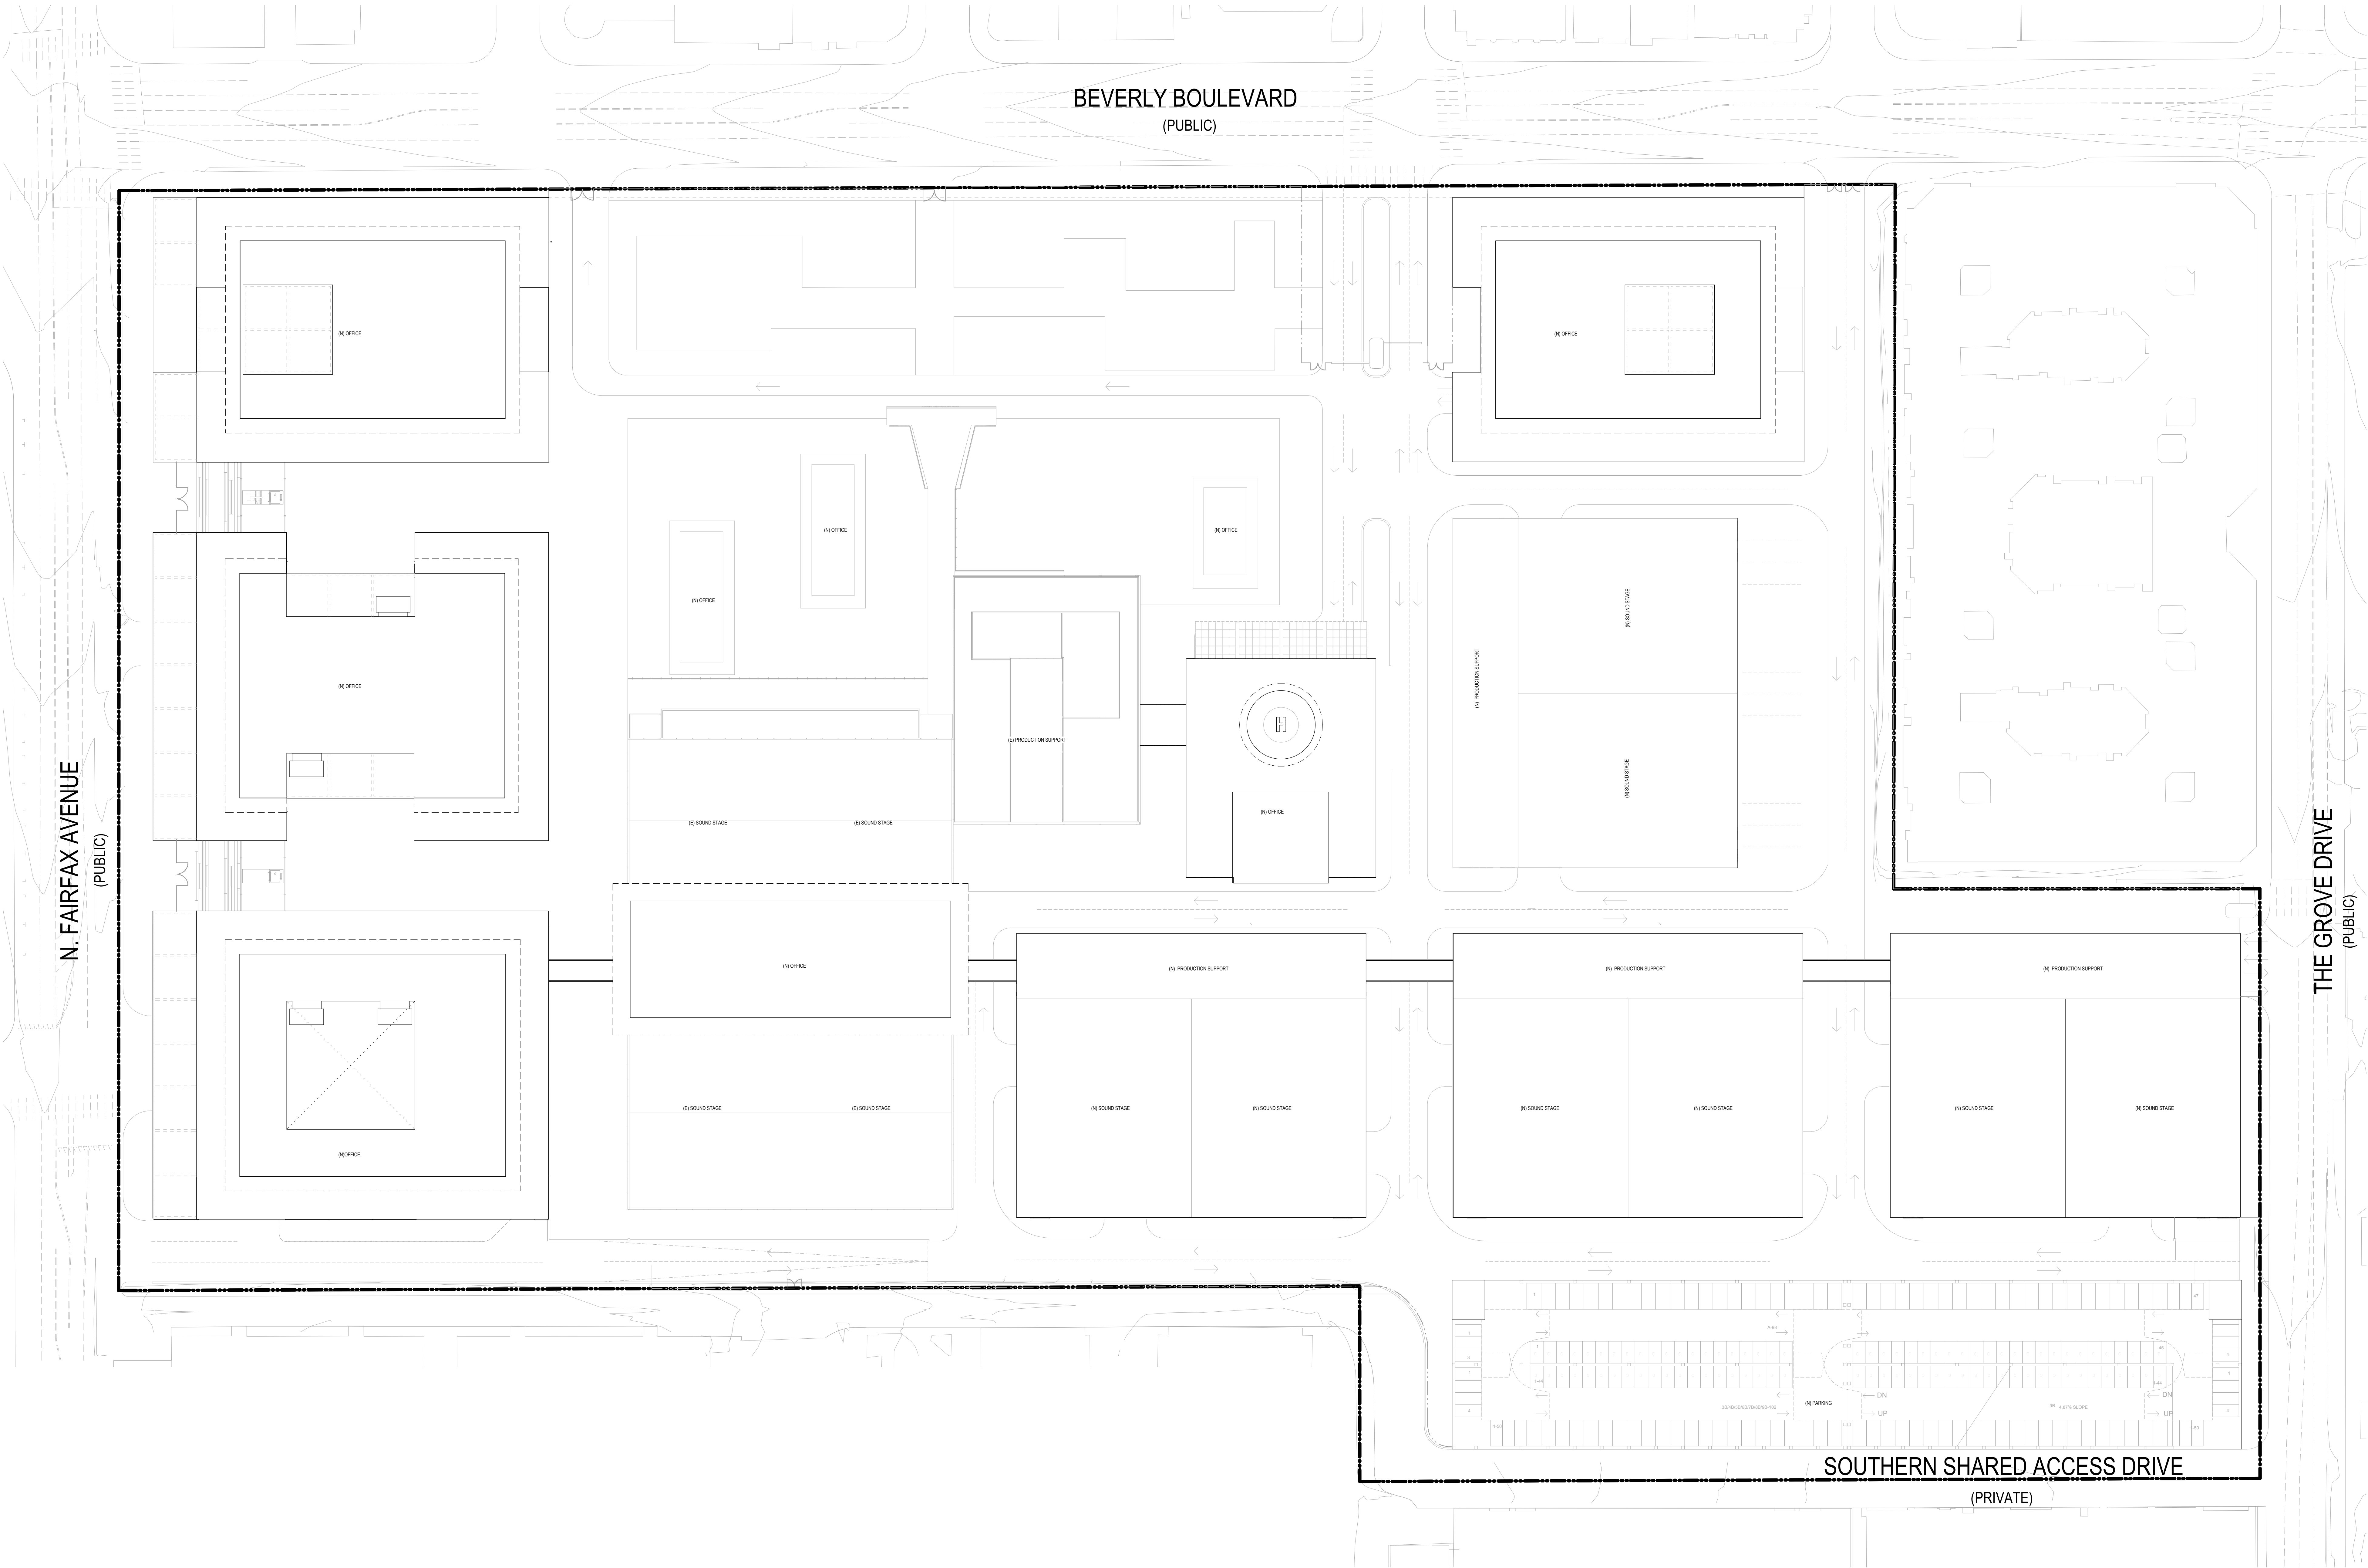 BEVERLY BOULEVARD
(PUBLIC)
(N) OFFICE
(N) OFFICE
(N) OFFICE
(N) OFFICE
(N) OFFICE
(N) SOUND STAGE
(N) PRODUCTION SUPPORT
(N) OFFICE
H
(E) PRODUCTION SUPPORT
(N) SOUND STAGE
(N) OFFICE
(E) SOUND STAGE
(E) SOUND STAGE
N. FAIRFAX AVENUE
(PUBLIC)
THE GROVE DRIVE
(PUBLIC)
(N) OFFICE
(N) PRODUCTION SUPPORT
(N) PRODUCTION SUPPORT
(N) PRODUCTION SUPPORT
(E) SOUND STAGE
(E) SOUND STAGE
(N) SOUND STAGE
(N) SOUND STAGE
(N) SOUND STAGE
(N) SOUND STAGE
(N) SOUND STAGE
(N) SOUND STAGE
(N)OFFICE
DN
DN
(N) PARKING
4.87% SLOPE
UP
UP
SOUTHERN SHARED ACCESS DRIVE
(PRIVATE)